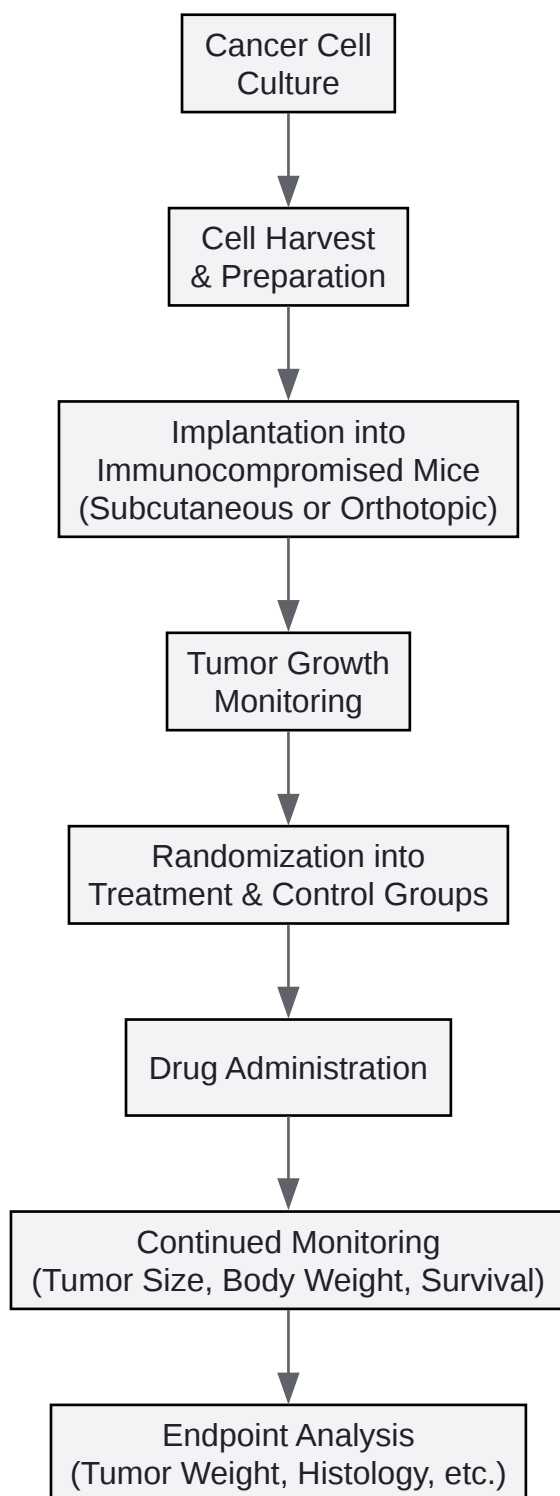 Cancer Cell
Culture
Cell Harvest
& Preparation
Implantation into
Immunocompromised Mice
(Subcutaneous or Orthotopic)
Tumor Growth
Monitoring
Randomization into
Treatment & Control Groups
Drug Administration
Continued Monitoring
(Tumor Size, Body Weight, Survival)
Endpoint Analysis
(Tumor Weight, Histology, etc.)